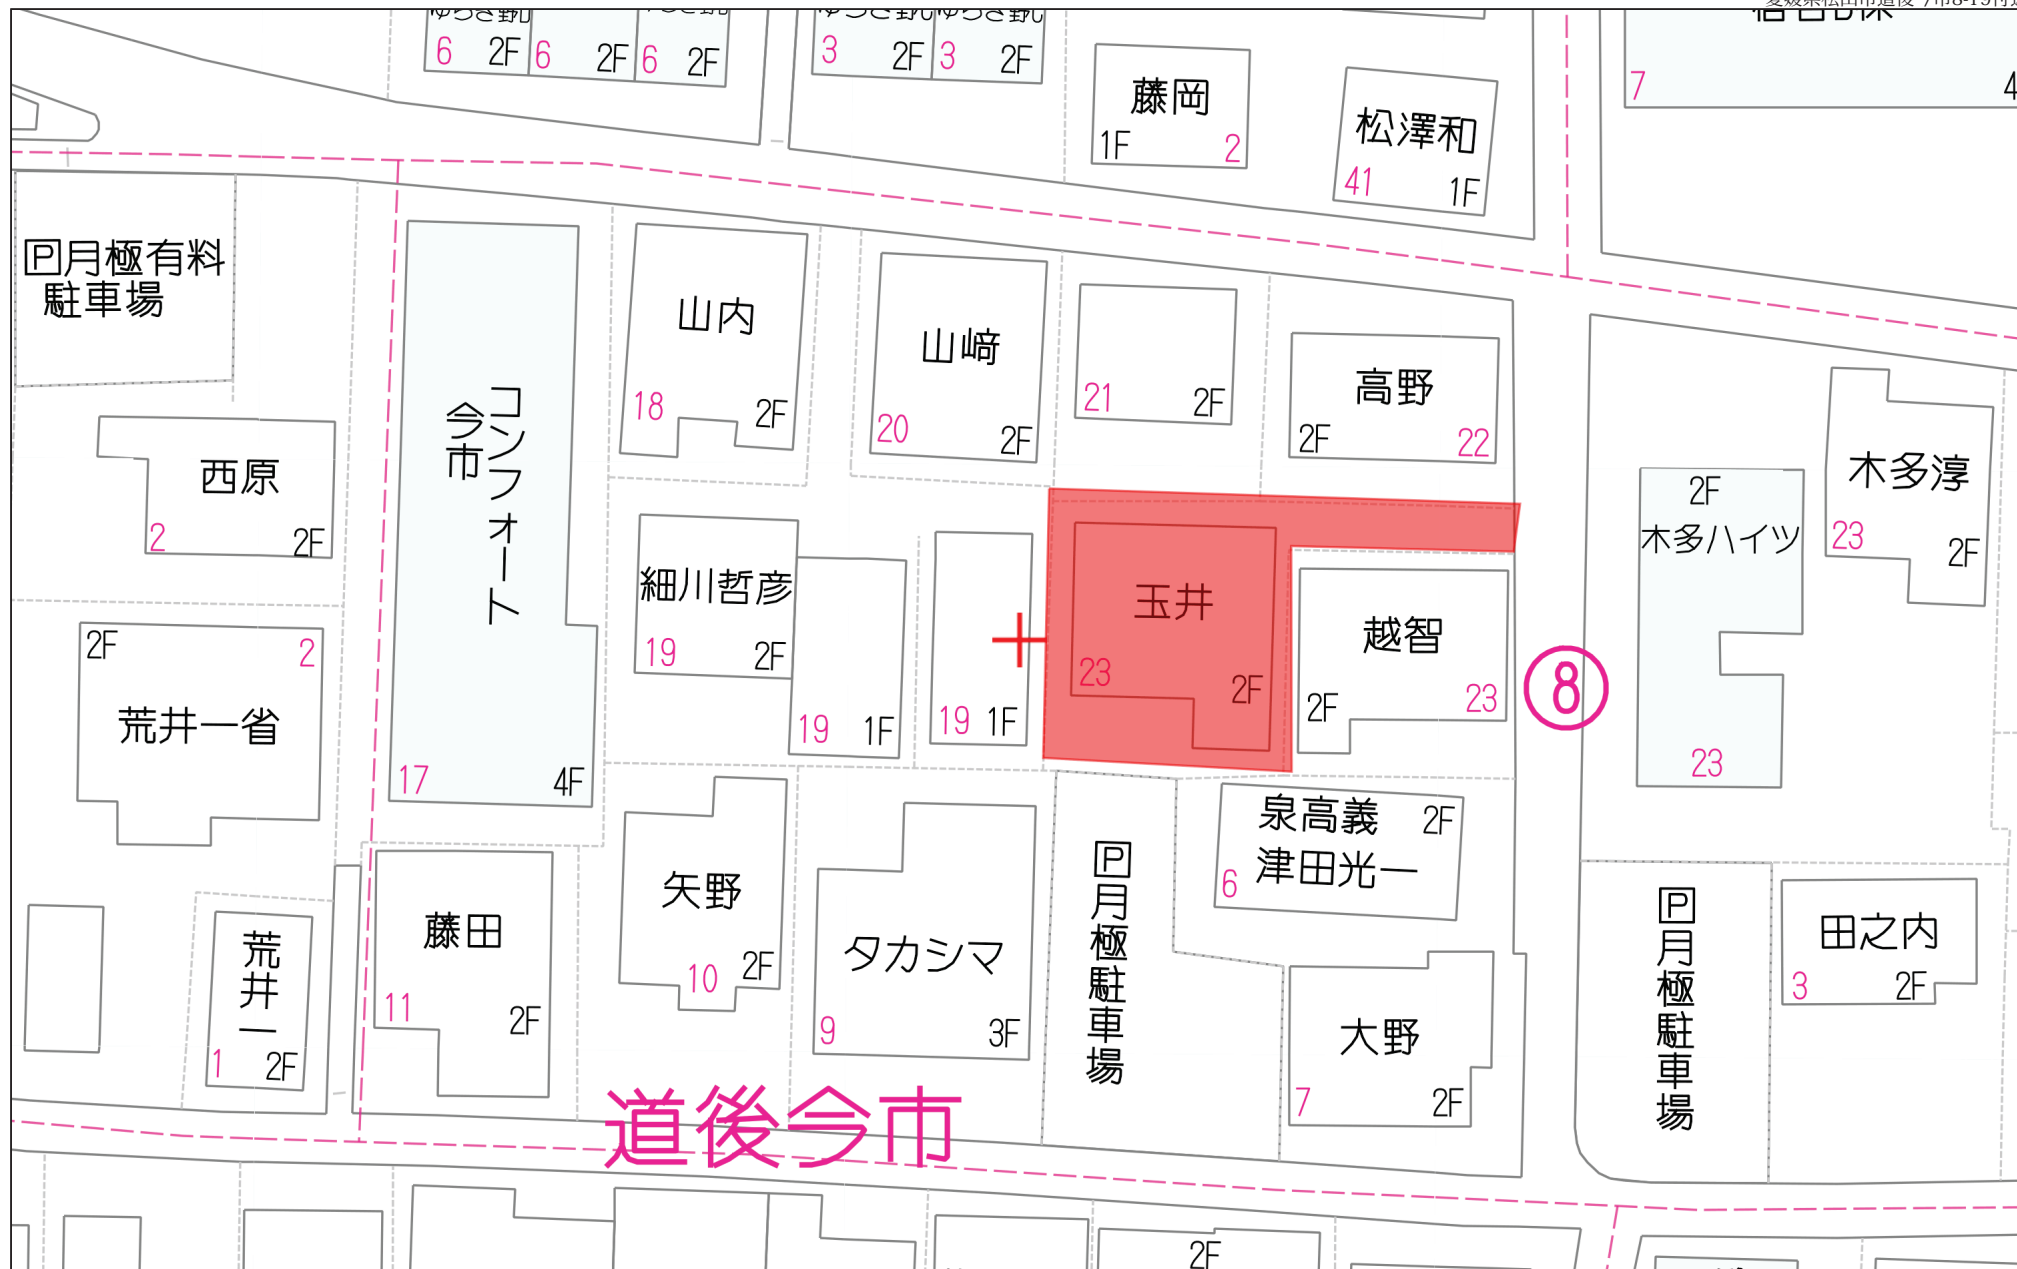 6 2F
6 2F
6 2F
3 2F
3 2F
藤岡
1F 2
松澤和
41 1F
7
P月極有料
駐車場
西原
2 2F
コンフォート
今市
17 4F
山内
18 2F
山﨑
20 2F
21 2F
高野
2F 22
木多淳
23 2F
2F
木多ハイツ
23
細川哲彦
19 2F
19 1F
19 1F
玉井
23 2F
越智
2F 23
8
2F 2
荒井一省
荒井一
1 2F
藤田
11 2F
矢野
10 2F
タカシマ
9 3F
P月極駐車場
泉高義 2F
津田光一
6
大野
7 2F
P月極駐車場
田之内
3 2F
道後今市
2F